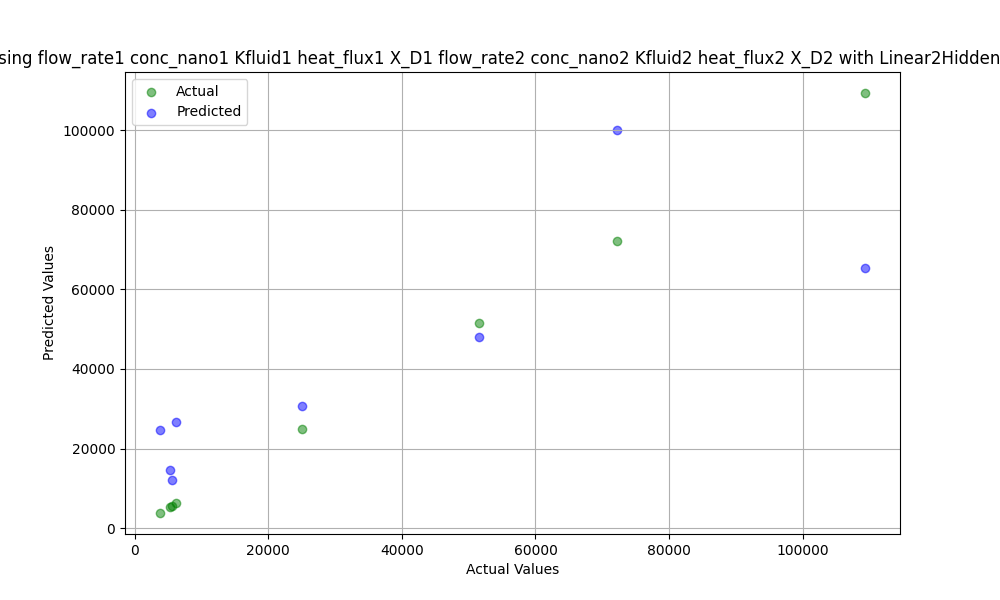 sing flow_rate1 conc_nano1 Kfluid1 heat_flux1 X_D1 flow_rate2 conc_nano2 Kfluid2 heat_flux2 X_D2 with Linear2Hidden
Actual
Predicted
100000
80000
60000
40000
20000
0
Predicted Values
0 20000 40000 60000 80000 100000
Actual Values